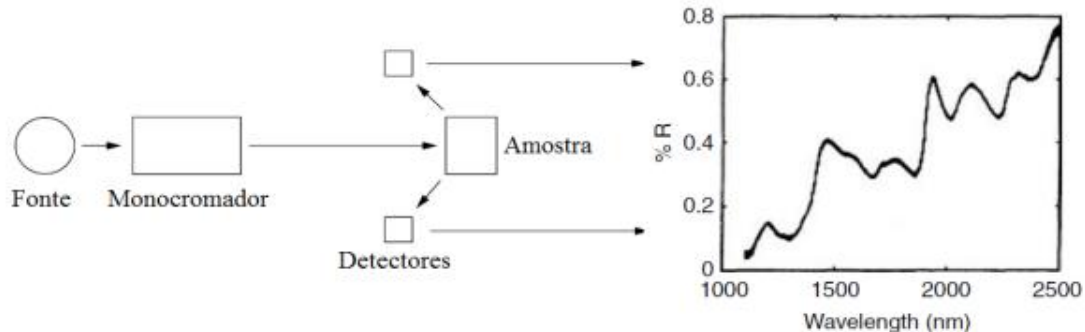 Fonte
Monocromador
Amostra
Detectores
% R
0.8
0.6
0.4
0.2
0
1000
1500
2000
2500
Wavelength (nm)